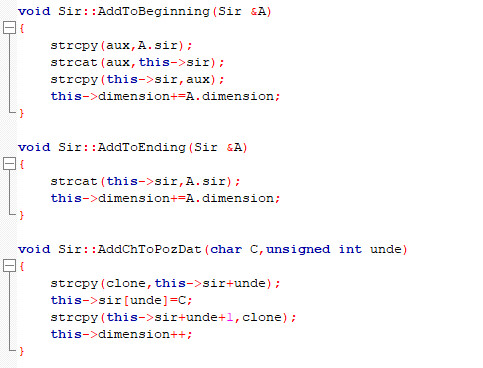 void Sir::AddToBeginning(Sir &A)
{
    strcpy(aux,A.sir);
    strcat(aux,this->sir);
    strcpy(this->sir,aux);
    this->dimension+=A.dimension;
}

void Sir::AddToEnding(Sir &A)
{
    strcat(this->sir,A.sir);
    this->dimension+=A.dimension;
}

void Sir::AddChToPozDat(char C,unsigned int unde)
{
    strcpy(clone,this->sir+unde);
    this->sir[unde]=C;
    strcpy(this->sir+unde+1,clone);
    this->dimension++;
}